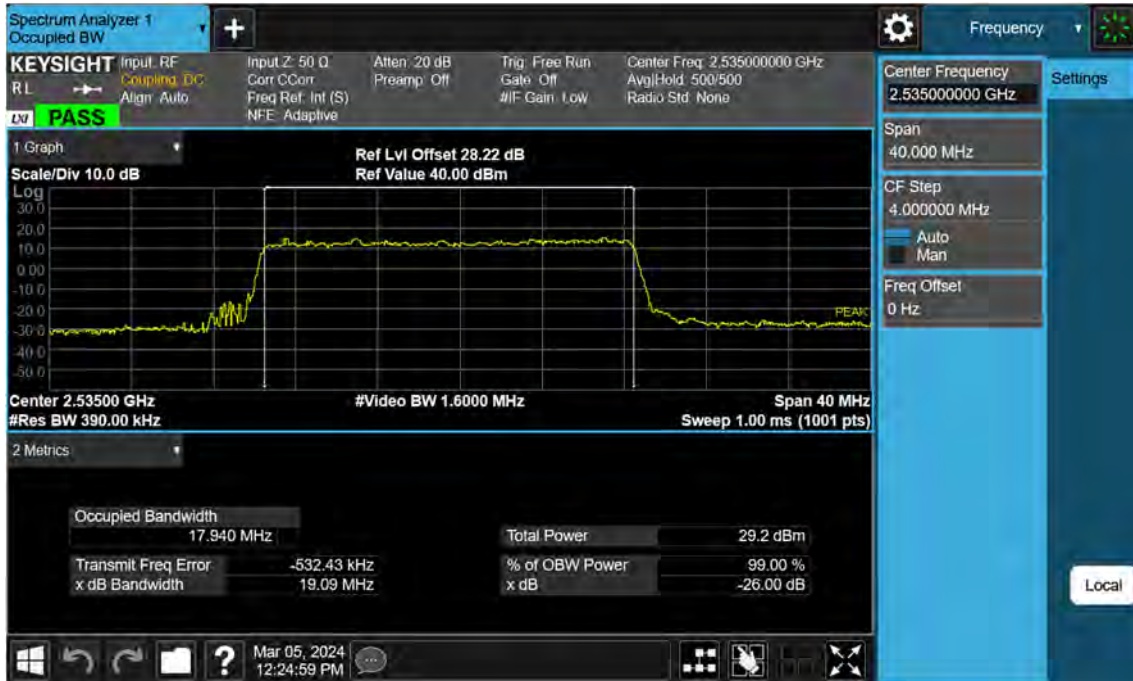 Spectrum Analyzer 1
Occupied BW
+
Frequency
KEYSIGHT
RL
LXI PASS
Input: RF
Coupling: DC
Align: Auto
Input Z: 50 Ω
Corr CCorr
Freq Ref: Int (S)
NFE: Adaptive
Atten: 20 dB
Preamp: Off
Trig: Free Run
Gate: Off
#IF Gain: Low
Center Freq: 2.535000000 GHz
Avg|Hold: 500/500
Radio Std: None
Center Frequency
2.535000000 GHz
Settings
Span
40.000 MHz
CF Step
4.000000 MHz
Auto
Man
Freq Offset
0 Hz
1 Graph
Scale/Div 10.0 dB
Ref Lvl Offset 28.22 dB
Ref Value 40.00 dBm
Log
30.0
20.0
10.0
0.00
-10.0
-20.0
-30.0
-40.0
-50.0
PEAK
Center 2.53500 GHz
#Video BW 1.6000 MHz
Span 40 MHz
#Res BW 390.00 kHz
Sweep 1.00 ms (1001 pts)
2 Metrics
Occupied Bandwidth
17.940 MHz
Total Power 29.2 dBm
Transmit Freq Error -532.43 kHz
% of OBW Power 99.00 %
x dB Bandwidth 19.09 MHz
x dB -26.00 dB
Local
?
Mar 05, 2024
12:24:59 PM